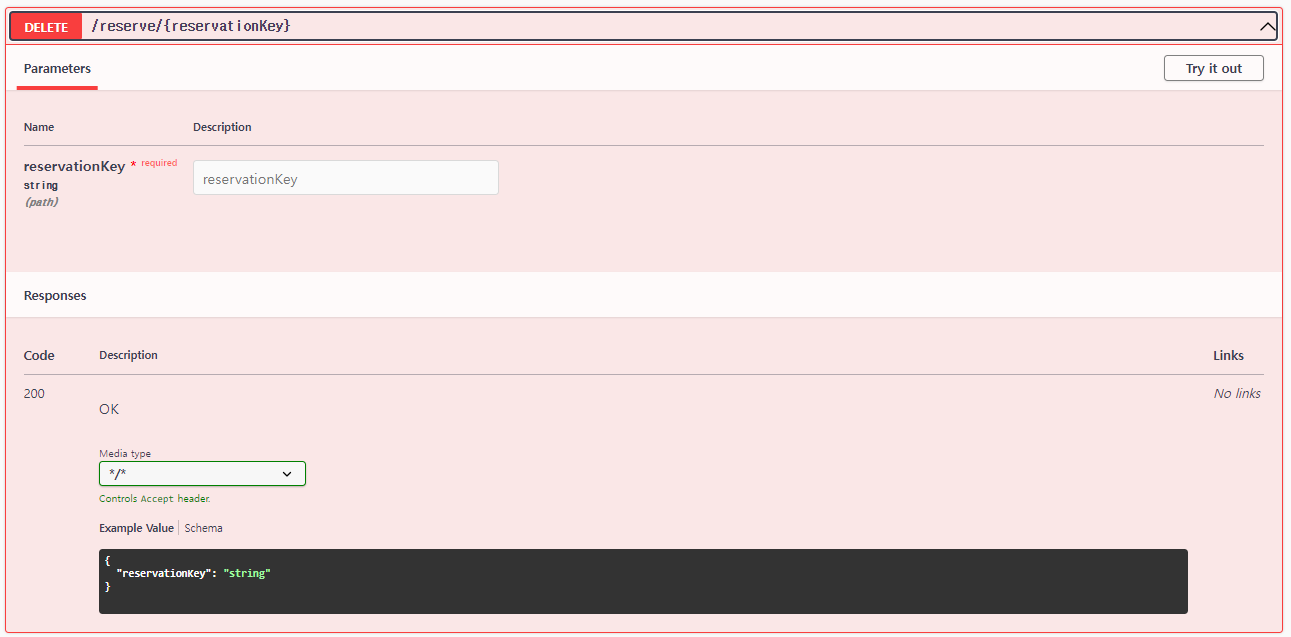 DELETE /reserve/{reservationKey}
Parameters Try it out
Name Description
reservationKey * required
string
(path)
reservationKey
Responses
Code Description Links
200 No links
OK
Media type
*/*
Controls Accept header.
Example Value Schema
{
"reservationKey": "string"
}